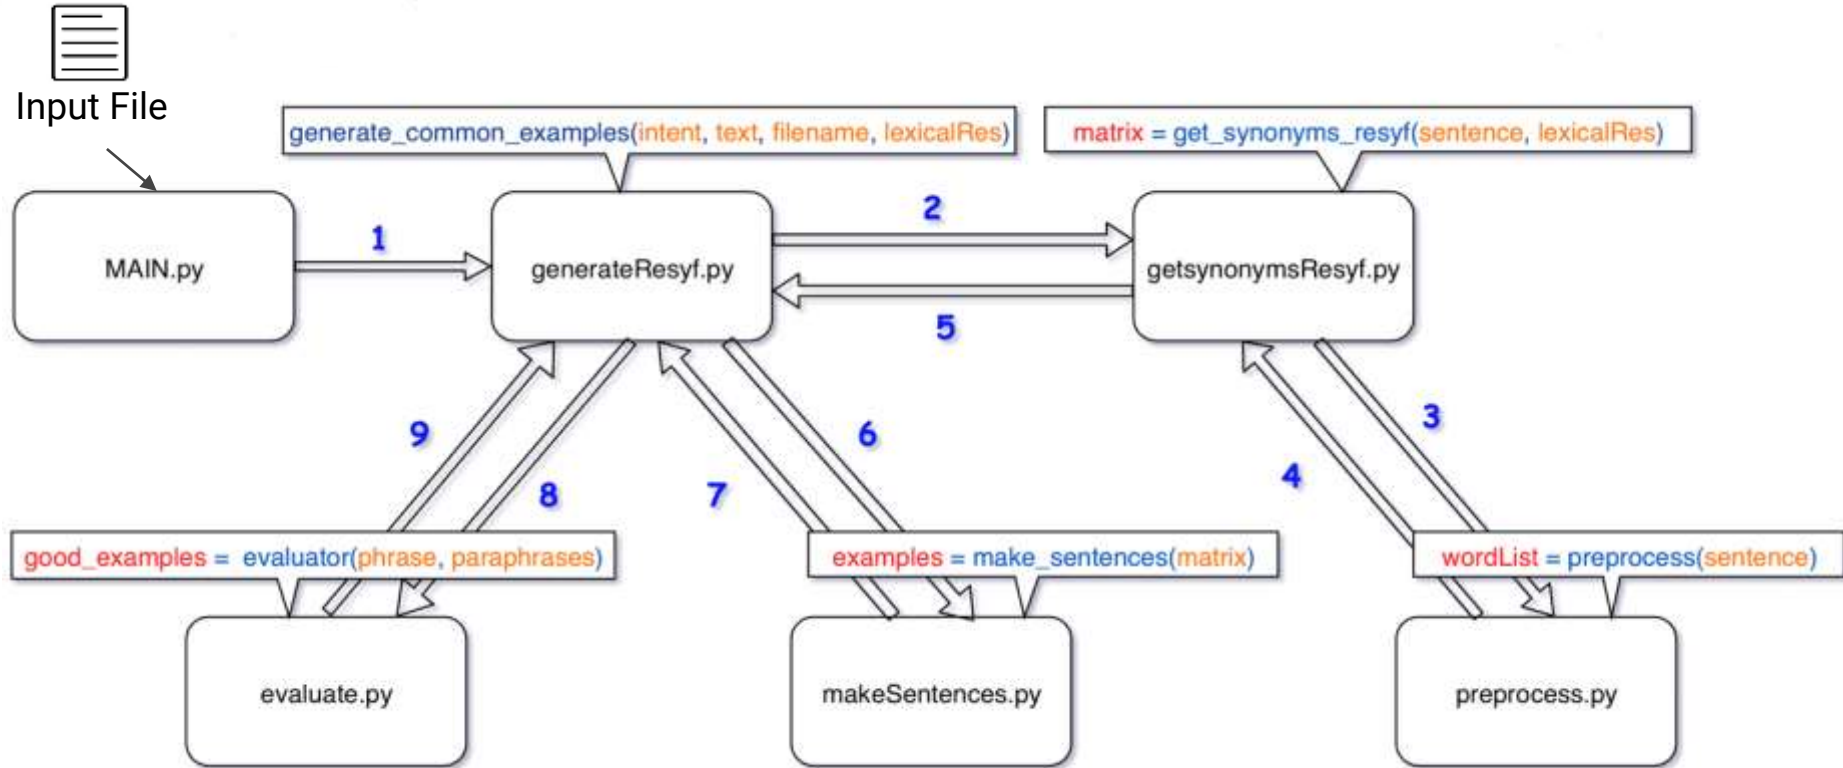 Input File
generate_common_examples(intent, text, filename, lexicalRes)
matrix = get_synonyms_resyf(sentence, lexicalRes)
MAIN.py
1
generateResyf.py
2
5
getsynonymsResyf.py
9
8
7
6
4
3
good_examples = evaluator(phrase, paraphrases)
examples = make_sentences(matrix)
wordList = preprocess(sentence)
evaluate.py
makeSentences.py
preprocess.py